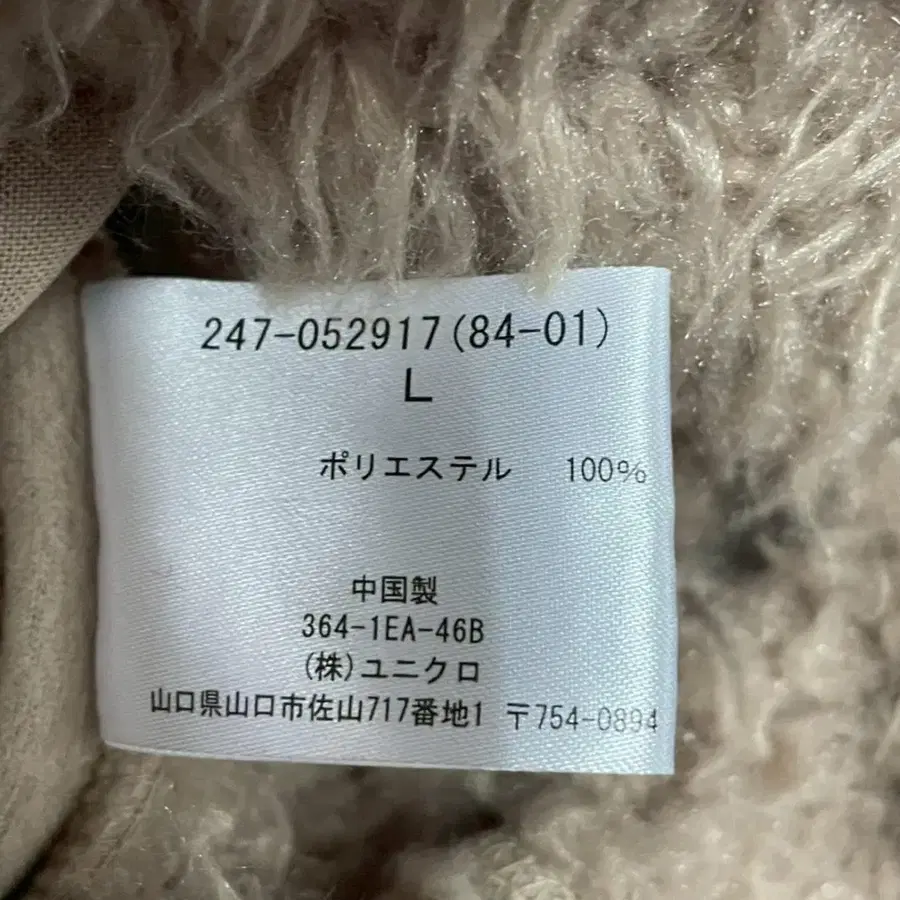 247-052917(84-01)
L
ポリエステル 100%
中国製
364-1EA-46B
(株)ユニクロ
山口県山口市佐山717番地1 〒754-0894